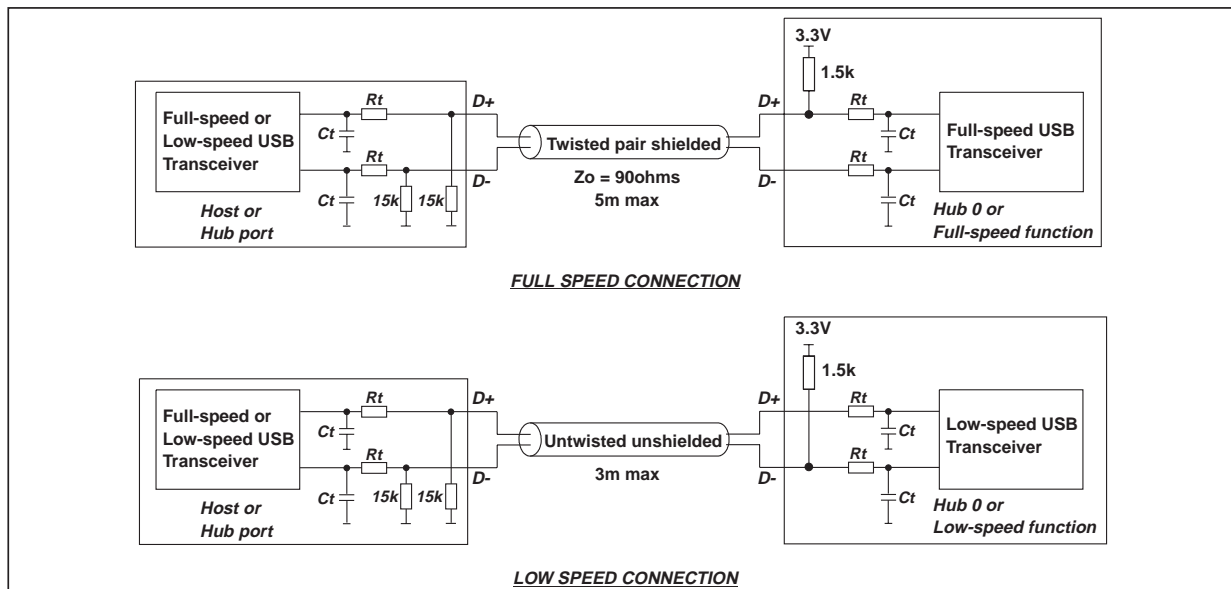 3.3V
1.5k
Rt
D+
Rt
Full-speed or
Low-speed USB
Transceiver
Ct
Twisted pair shielded
Ct
Full-speed USB
Transceiver
Rt
Rt
D-
Zo = 90ohms
5m max
D-
Ct
15k
15k
Ct
Host or
Hub port
Hub 0 or
Full-speed function
FULL SPEED CONNECTION
3.3V
1.5k
Rt
D+
D+
Rt
Full-speed or
Low-speed USB
Transceiver
Ct
Untwisted unshielded
Ct
Low-speed USB
Transceiver
Rt
Rt
D-
3m max
D-
Ct
15k
15k
Ct
Host or
Hub port
Hub 0 or
Low-speed function
LOW SPEED CONNECTION